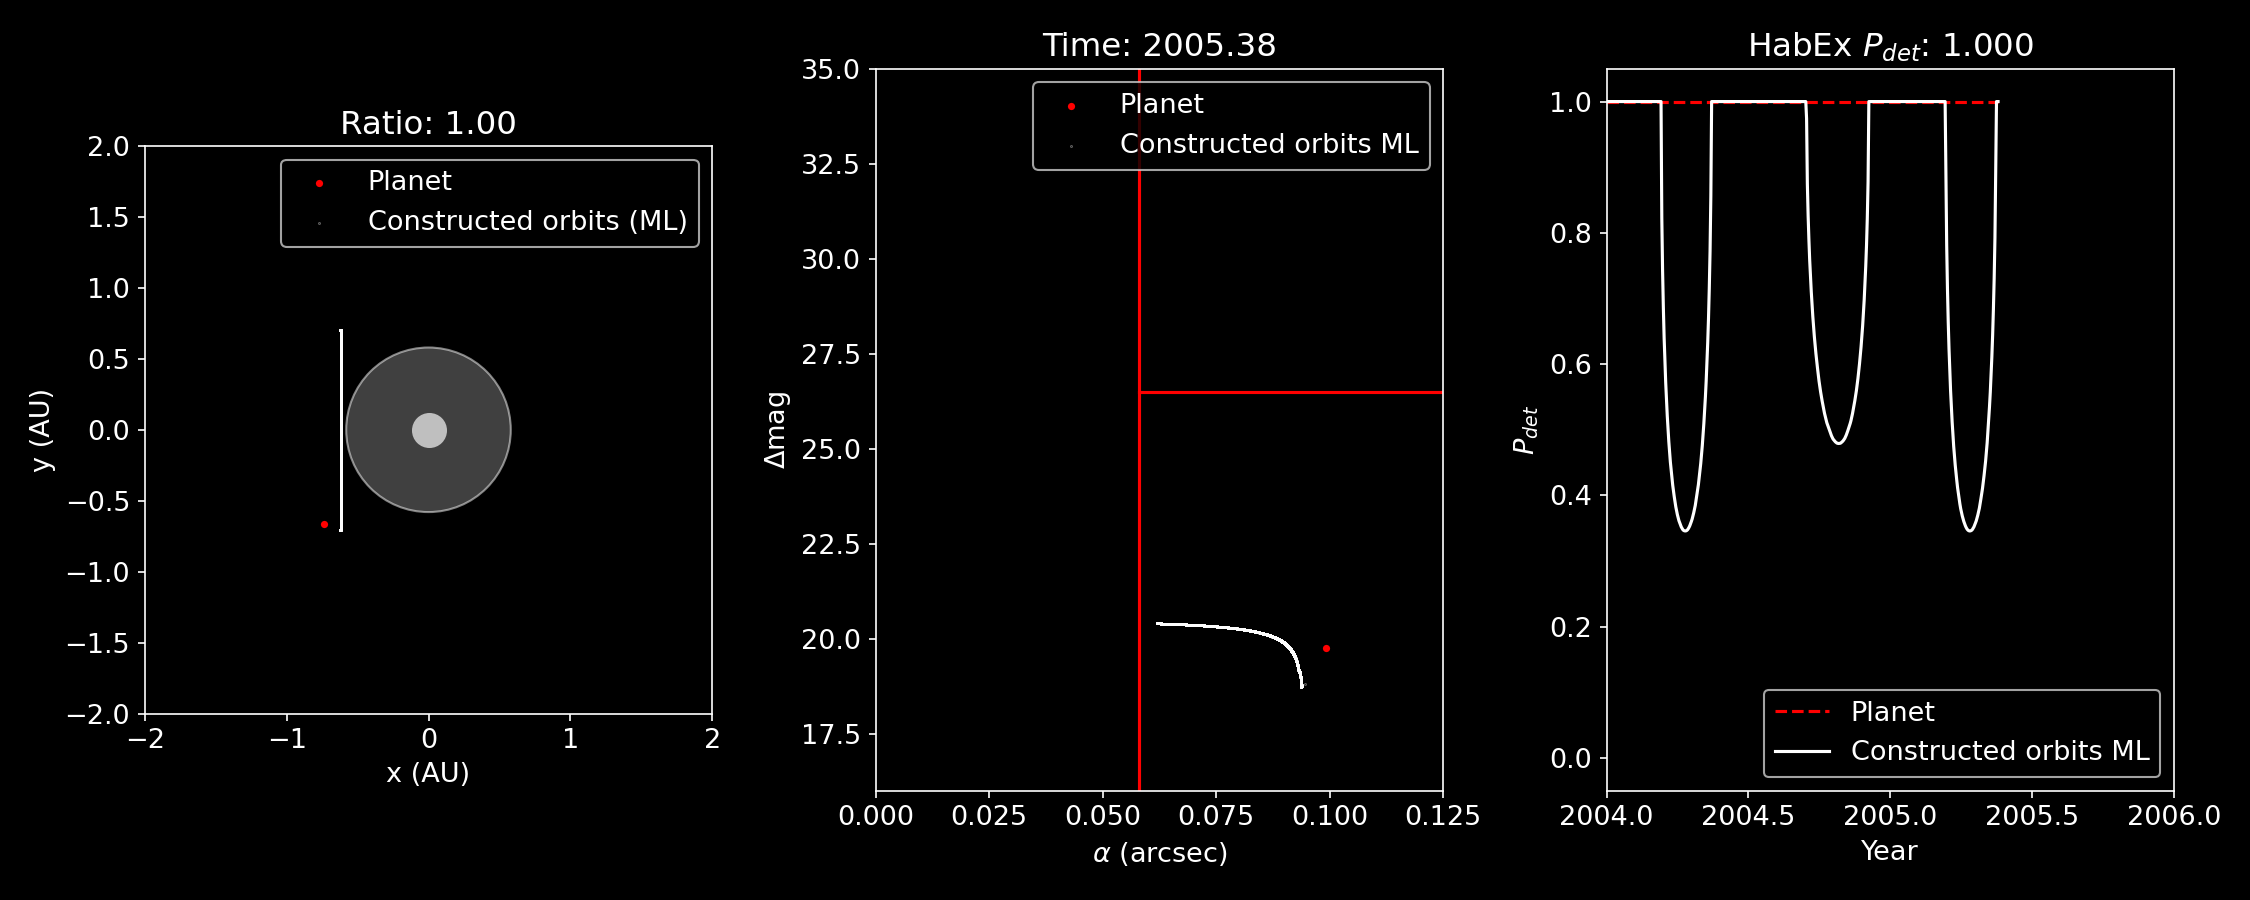 Ratio: 1.00
Planet
Constructed orbits (ML)
2.0
1.5
1.0
0.5
0.0
−0.5
−1.0
−1.5
−2.0
y (AU)
−2
−1
0
1
2
x (AU)
Time: 2005.38
Planet
Constructed orbits ML
35.0
32.5
30.0
27.5
25.0
22.5
20.0
17.5
Δmag
0.000
0.025
0.050
0.075
0.100
0.125
α (arcsec)
HabEx P_det: 1.000
1.0
0.8
0.6
0.4
0.2
0.0
P_det
Planet
Constructed orbits ML
2004.0
2004.5
2005.0
2005.5
2006.0
Year